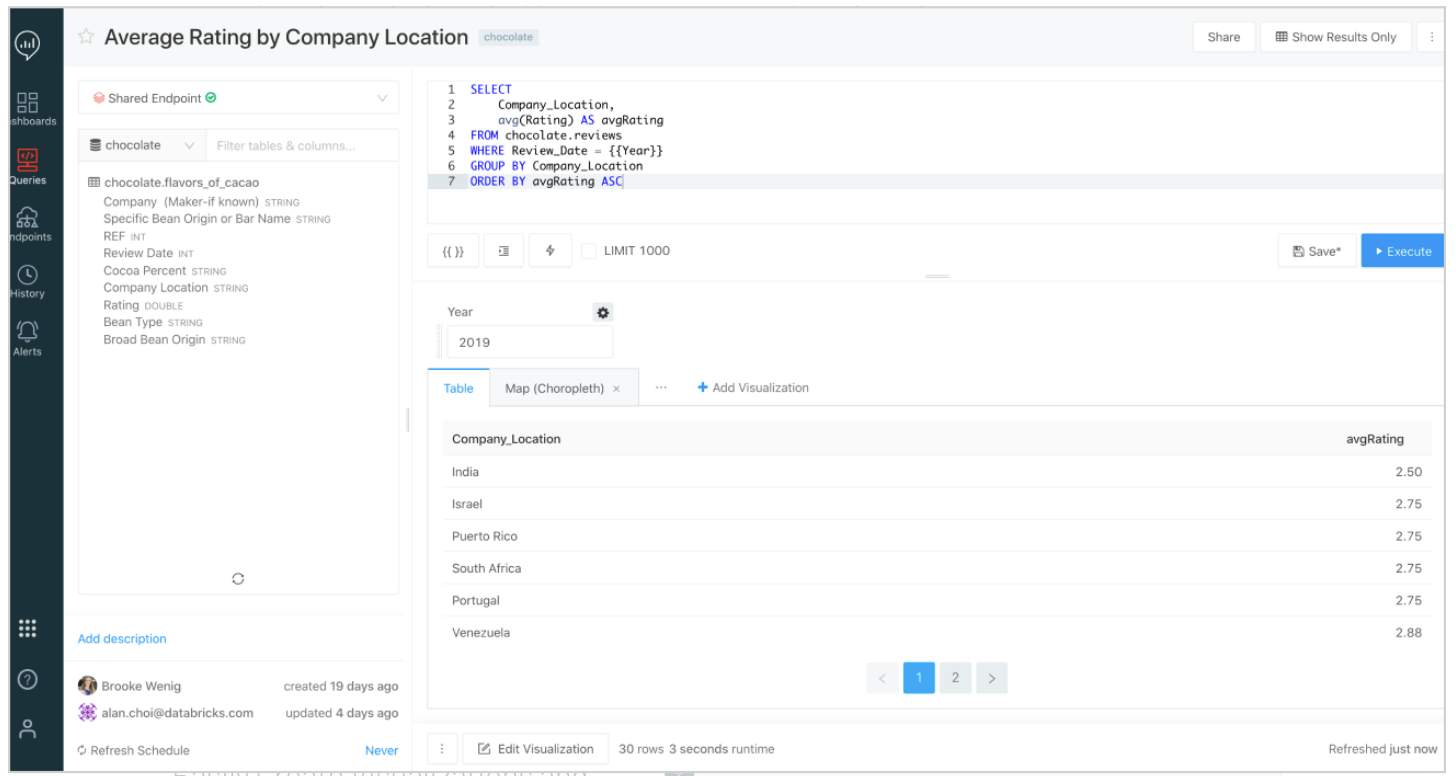 Average Rating by Company Location
chocolate
Share
Show Results Only
shboards
Queries
ndpoints
History
Alerts
Shared Endpoint
chocolate
Filter tables & columns...
chocolate.flavors_of_cacao
Company (Maker-if known) STRING
Specific Bean Origin or Bar Name STRING
REF INT
Review Date INT
Cocoa Percent STRING
Company Location STRING
Rating DOUBLE
Bean Type STRING
Broad Bean Origin STRING
Add description
Brooke Wenig created 19 days ago
alan.choi@databricks.com updated 4 days ago
Refresh Schedule Never
1 SELECT
2 Company_Location,
3 avg(Rating) AS avgRating
4 FROM chocolate.reviews
5 WHERE Review_Date = {{Year}}
6 GROUP BY Company_Location
7 ORDER BY avgRating ASC
{{ }}
LIMIT 1000
Save*
Execute
Year
2019
Table
Map (Choropleth) ×
...
+ Add Visualization
Company_Location avgRating
India 2.50
Israel 2.75
Puerto Rico 2.75
South Africa 2.75
Portugal 2.75
Venezuela 2.88
< 1 2 >
Edit Visualization
30 rows 3 seconds runtime
Refreshed just now